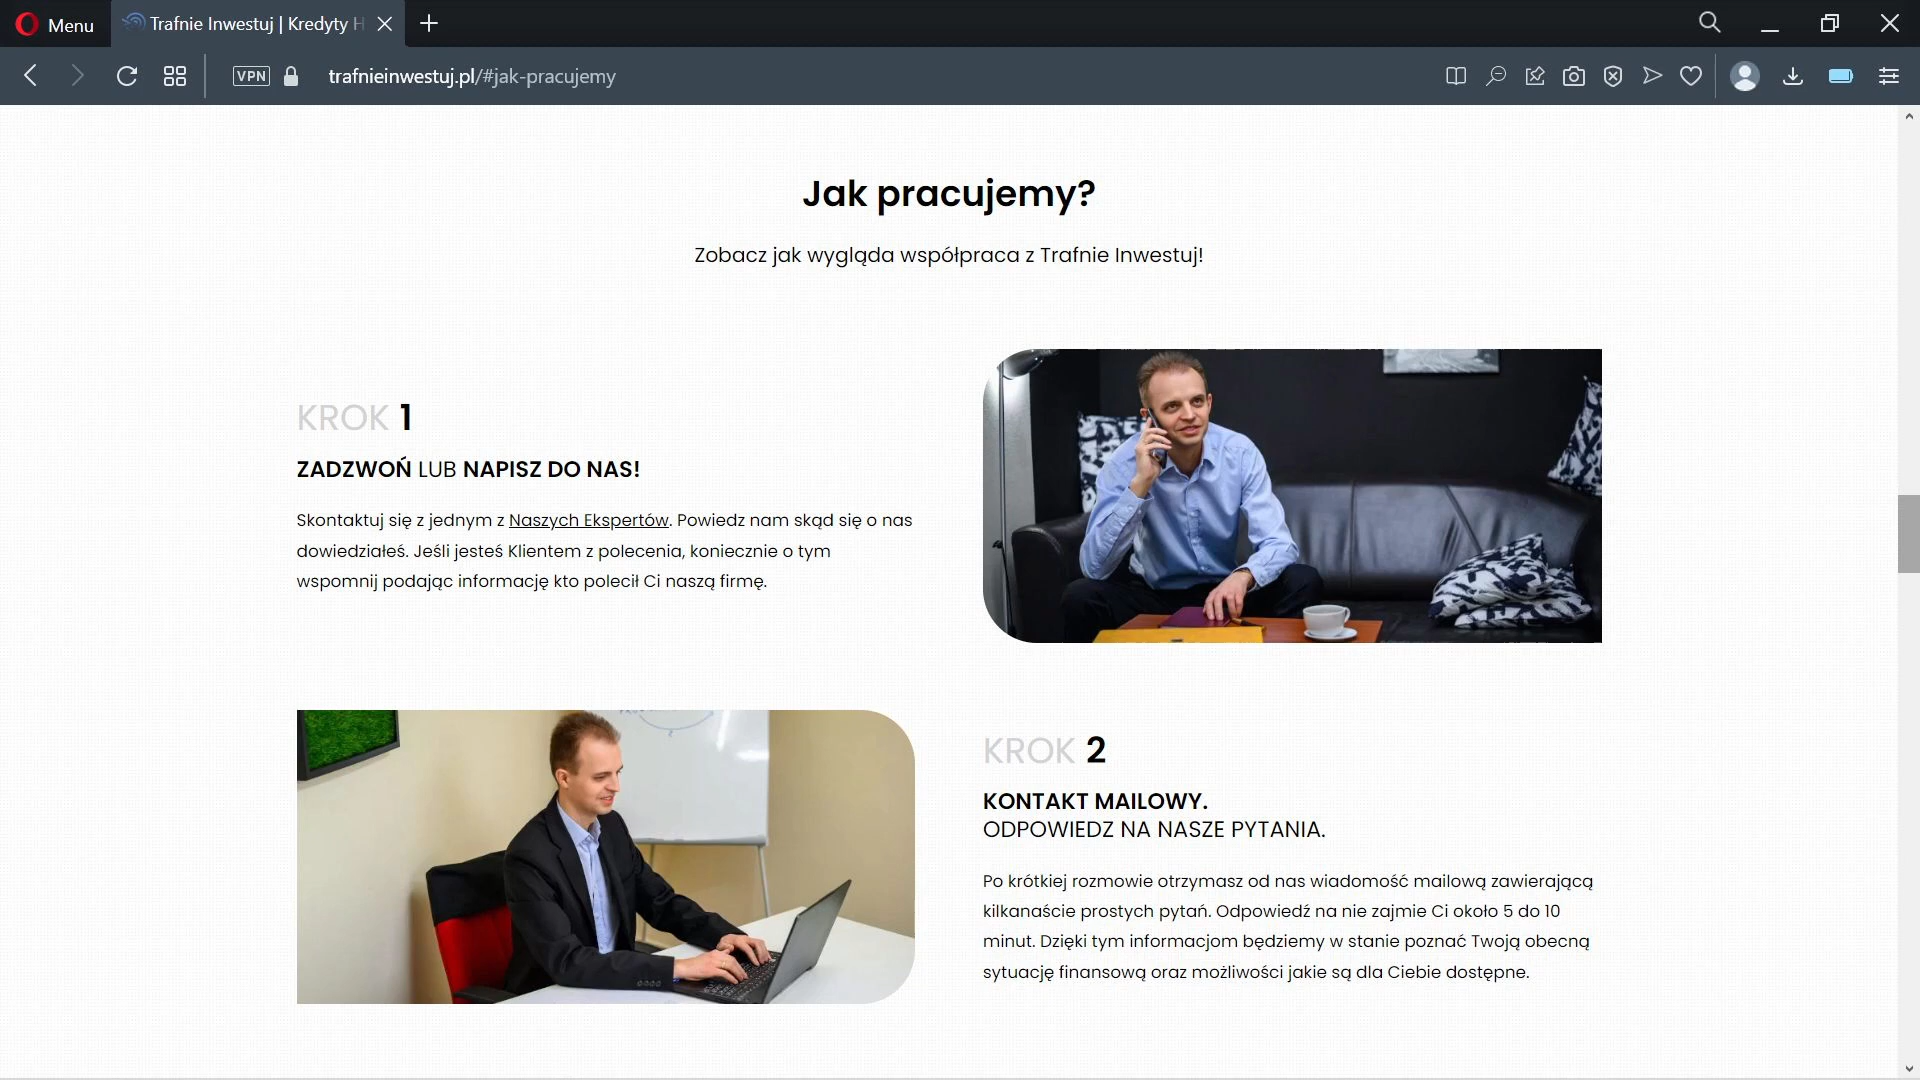 Menu
Trafnie Inwestuj | Kredyty H
VPN
trafnieinwestuj.pl/#jak-pracujemy
Jak pracujemy?
Zobacz jak wygląda współpraca z Trafnie Inwestuj!
KROK 1
ZADZWOŃ LUB NAPISZ DO NAS!
Skontaktuj się z jednym z Naszych Ekspertów. Powiedz nam skąd się o nas
dowiedziałeś. Jeśli jesteś Klientem z polecenia, koniecznie o tym
wspomnij podając informację kto polecił Ci naszą firmę.
KROK 2
KONTAKT MAILOWY.
ODPOWIEDZ NA NASZE PYTANIA.
Po krótkiej rozmowie otrzymasz od nas wiadomość mailową zawierającą
kilkanaście prostych pytań. Odpowiedź na nie zajmie Ci około 5 do 10
minut. Dzięki tym informacjom będziemy w stanie poznać Twoją obecną
sytuację finansową oraz możliwości jakie są dla Ciebie dostępne.